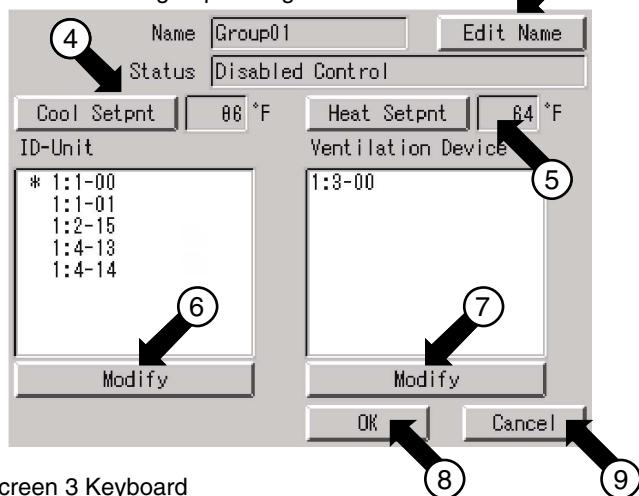 4
Name Group01 Edit Name
Status Disabled Control
Cool Setpnt °F Heat Setpnt 64 °F
ID-Unit Ventilation Device
5
* 1:1-00 1:3-00
1:1-01
1:2-15
1:4-13
1:4-14
6 7
Modify Modify
OK Cancel
8 9
creen 3 Keyboard